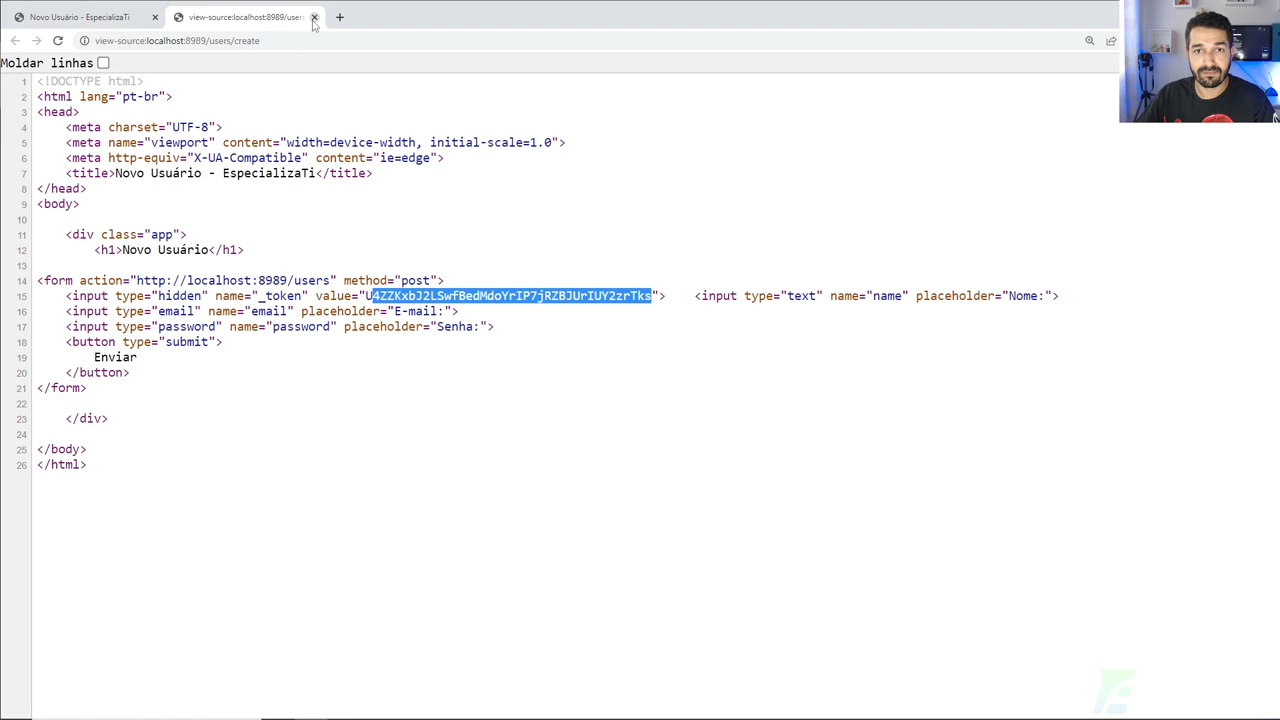 Novo Usuário - EspecializaTi
view-source:localhost:8989/users
view-source:localhost:8989/users/create
Moldar linhas
1 <!DOCTYPE html>
2 <html lang="pt-br">
3 <head>
4 <meta charset="UTF-8">
5 <meta name="viewport" content="width=device-width, initial-scale=1.0">
6 <meta http-equiv="X-UA-Compatible" content="ie=edge">
7 <title>Novo Usuário - EspecializaTi</title>
8 </head>
9 <body>
10
11 <div class="app">
12 <h1>Novo Usuário</h1>
13
14 <form action="http://localhost:8989/users" method="post">
15 <input type="hidden" name="_token" value="U4ZZKxbJ2LSwfBedMdoYrIP7jRZBJUrIUY2zrTks"> <input type="text" name="name" placeholder="Nome:">
16 <input type="email" name="email" placeholder="E-mail:">
17 <input type="password" name="password" placeholder="Senha:">
18 <button type="submit">
19 Enviar
20 </button>
21 </form>
22
23 </div>
24
25 </body>
26 </html>